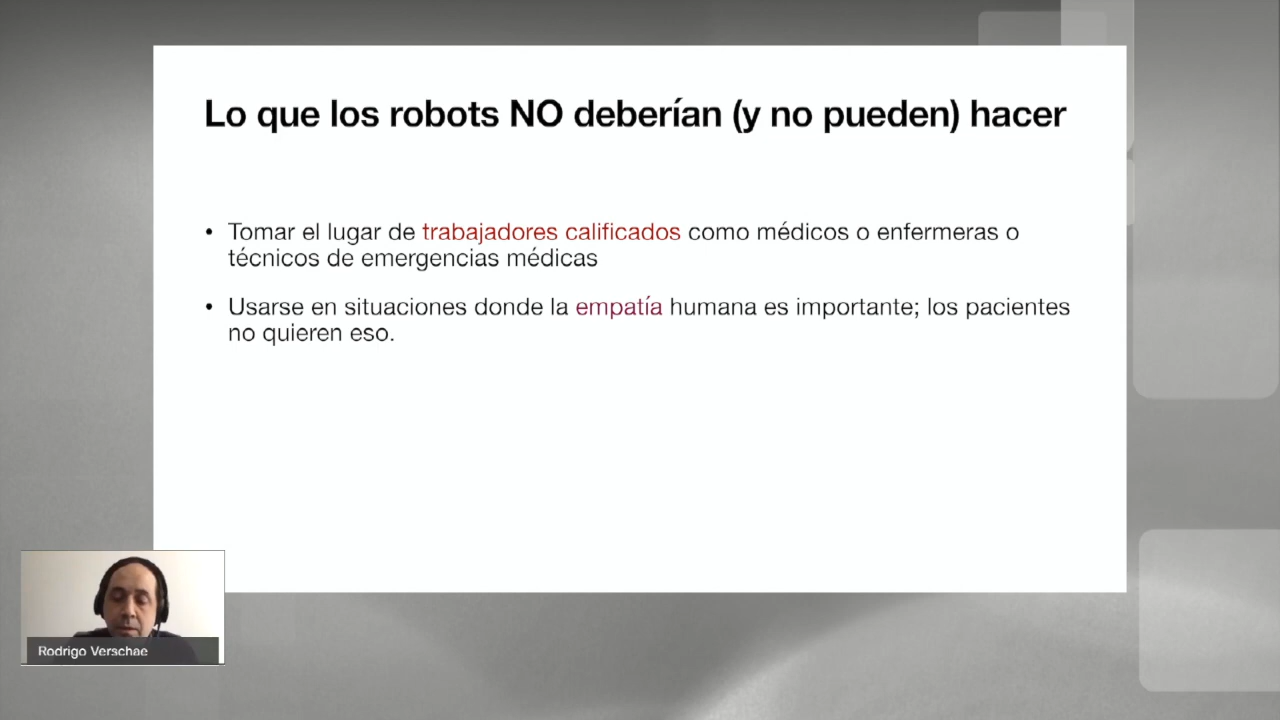 Lo que los robots NO deberían (y no pueden) hacer
• Tomar el lugar de trabajadores calificados como médicos o enfermeras o
técnicos de emergencias médicas
• Usarse en situaciones donde la empatía humana es importante; los pacientes
no quieren eso.
Rodrigo Verschae